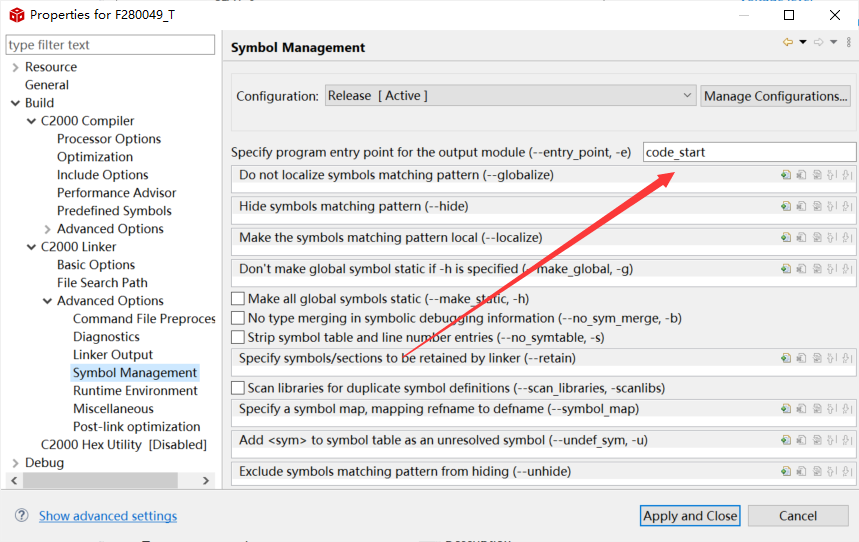 Properties for F280049_T
type filter text
Resource
General
Build
C2000 Compiler
Processor Options
Optimization
Include Options
Performance Advisor
Predefined Symbols
Advanced Options
C2000 Linker
Basic Options
File Search Path
Advanced Options
Command File Preproces
Diagnostics
Linker Output
Symbol Management
Runtime Environment
Miscellaneous
Post-link optimization
C2000 Hex Utility [Disabled]
Debug
Symbol Management
Configuration: Release [ Active ] Manage Configurations...
Specify program entry point for the output module (--entry_point, -e) code_start
Do not localize symbols matching pattern (--globalize)
Hide symbols matching pattern (--hide)
Make the symbols matching pattern local (--localize)
Don't make global symbol static if -h is specified (--make_global, -g)
Make all global symbols static (--make_static, -h)
No type merging in symbolic debugging information (--no_sym_merge, -b)
Strip symbol table and line number entries (--no_symtable, -s)
Specify symbols/sections to be retained by linker (--retain)
Scan libraries for duplicate symbol definitions (--scan_libraries, -scanlibs)
Specify a symbol map, mapping refname to defname (--symbol_map)
Add <sym> to symbol table as an unresolved symbol (--undef_sym, -u)
Exclude symbols matching pattern from hiding (--unhide)
Show advanced settings
Apply and Close
Cancel